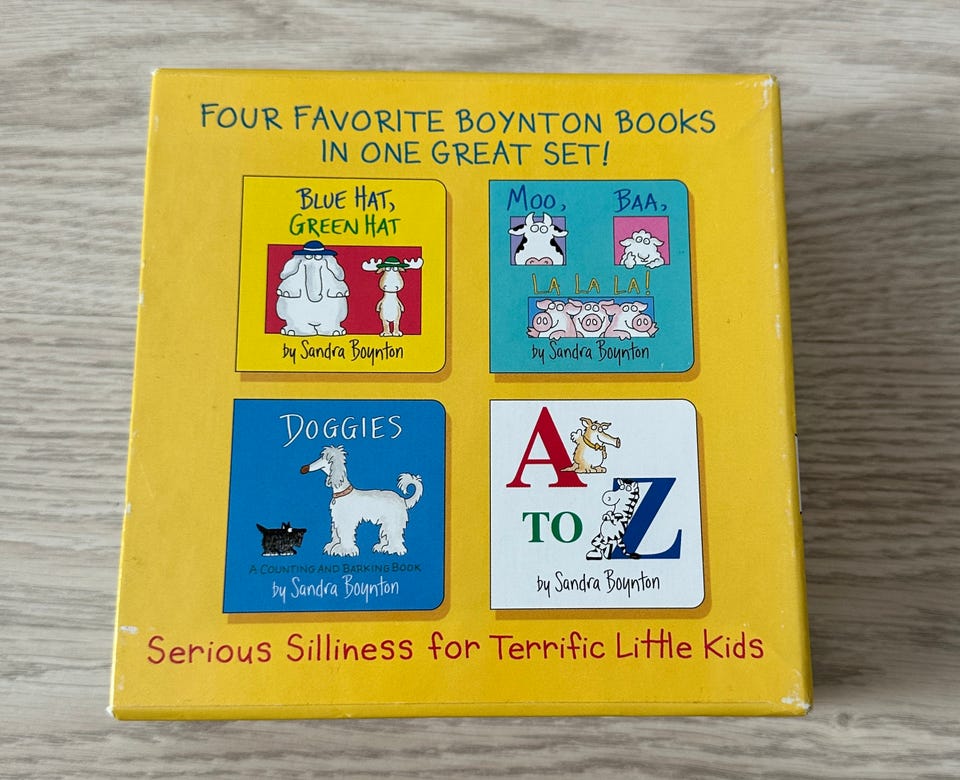 FOUR FAVORITE BOYNTON BOOKS
IN ONE GREAT SET!
BLUE HAT,
GREEN HAT
by Sandra Boynton
MOO, BAA,
LA LA LA!
by Sandra Boynton
DOGGIES
A COUNTING AND BARKING BOOK
by Sandra Boynton
A
TO
Z
by Sandra Boynton
Serious Silliness for Terrific Little Kids